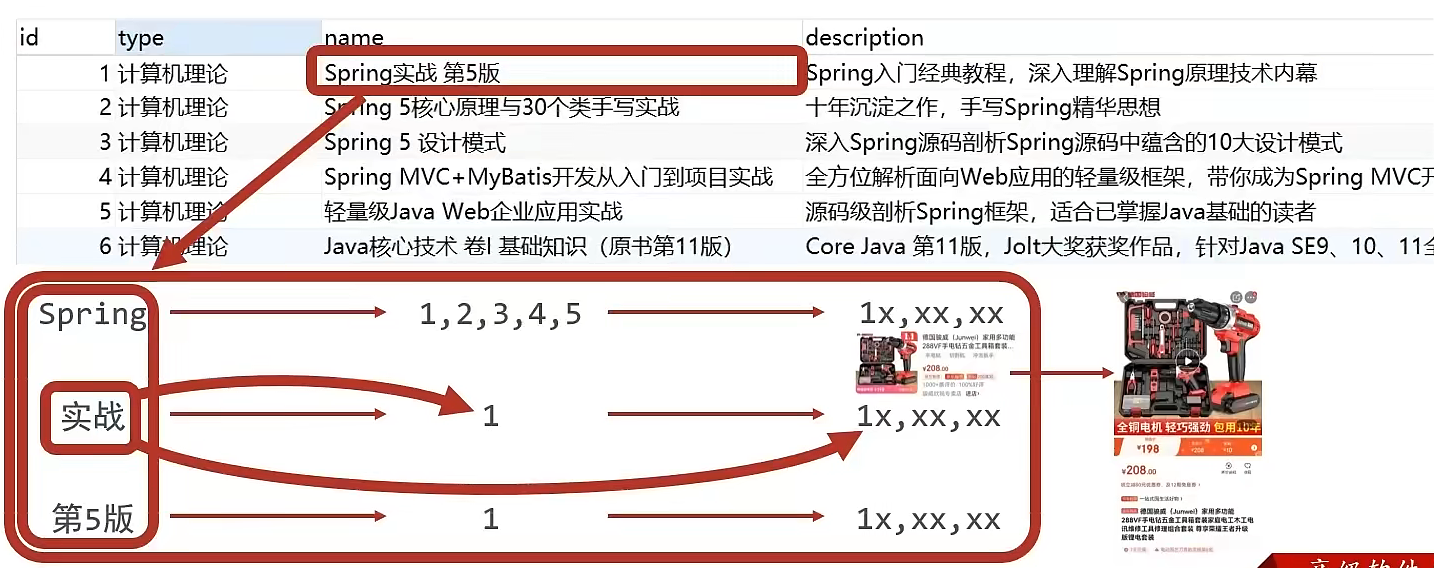 id type name description
1 计算机理论 Spring实战 第5版 Spring入门经典教程，深入理解Spring原理技术内幕
2 计算机理论 Spring 5核心原理与30个类手写实战 十年沉淀之作，手写Spring精华思想
3 计算机理论 Spring 5 设计模式 深入Spring源码剖析Spring源码中蕴含的10大设计模式
4 计算机理论 Spring MVC+MyBatis开发从入门到项目实战 全方位解析面向Web应用的轻量级框架，带你成为Spring MVC开
5 计算机理论 轻量级Java Web企业应用实战 源码级剖析Spring框架，适合已掌握Java基础的读者
6 计算机理论 Java核心技术 卷I 基础知识（原书第11版） Core Java 第11版，Jolt大奖获奖作品，针对Java SE9、10、11全
Spring 1,2,3,4,5 1x,xx,xx
德国骏威（Junwei）家用多功能
288VF手电钻五金工具箱套装...
¥208.00
进店›
实战 1 1x,xx,xx
第5版 1 1x,xx,xx
全铜电机 轻巧强劲 包用10年
¥198
¥208.00
德国骏威（Junwei）家用多功能
288VF手电钻五金工具箱套装家庭电工木工电
讯维修工具修理组合套装 尊享荣耀王者升级
版锂电套装